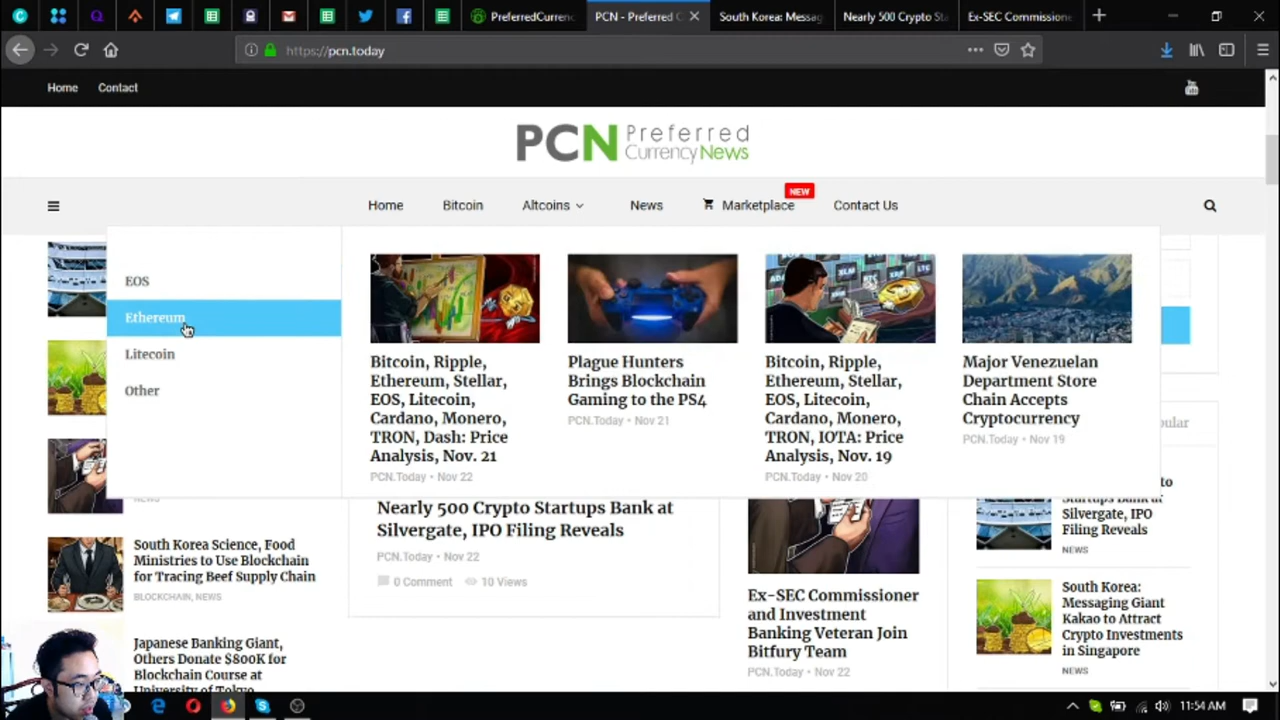 PreferredCurrenc
PCN - Preferred C
South Korea: Messag
Nearly 500 Crypto Sta
Ex-SEC Commissione
https://pcn.today
Home
Contact
PCN Preferred
Currency News
Home
Bitcoin
Altcoins
News
Marketplace
NEW
Contact Us
EOS
Ethereum
Litecoin
Other
Bitcoin, Ripple,
Ethereum, Stellar,
EOS, Litecoin,
Cardano, Monero,
TRON, Dash: Price
Analysis, Nov. 21
PCN.Today • Nov 22
Plague Hunters
Brings Blockchain
Gaming to the PS4
PCN.Today • Nov 21
Bitcoin, Ripple,
Ethereum, Stellar,
EOS, Litecoin,
Cardano, Monero,
TRON, IOTA: Price
Analysis, Nov. 19
PCN.Today • Nov 20
Major Venezuelan
Department Store
Chain Accepts
Cryptocurrency
PCN.Today • Nov 19
NEWS
South Korea Science, Food
Ministries to Use Blockchain
for Tracing Beef Supply Chain
BLOCKCHAIN, NEWS
Japanese Banking Giant,
Others Donate $800K for
Blockchain Course at
University of Tokyo
Nearly 500 Crypto Startups Bank at
Silvergate, IPO Filing Reveals
PCN.Today • Nov 22
0 Comment
10 Views
Ex-SEC Commissioner
and Investment
Banking Veteran Join
Bitfury Team
PCN.Today • Nov 22
pular
to
Startups Bank at
Silvergate, IPO
Filing Reveals
NEWS
South Korea:
Messaging Giant
Kakao to Attract
Crypto Investments
in Singapore
NEWS
11:54 AM